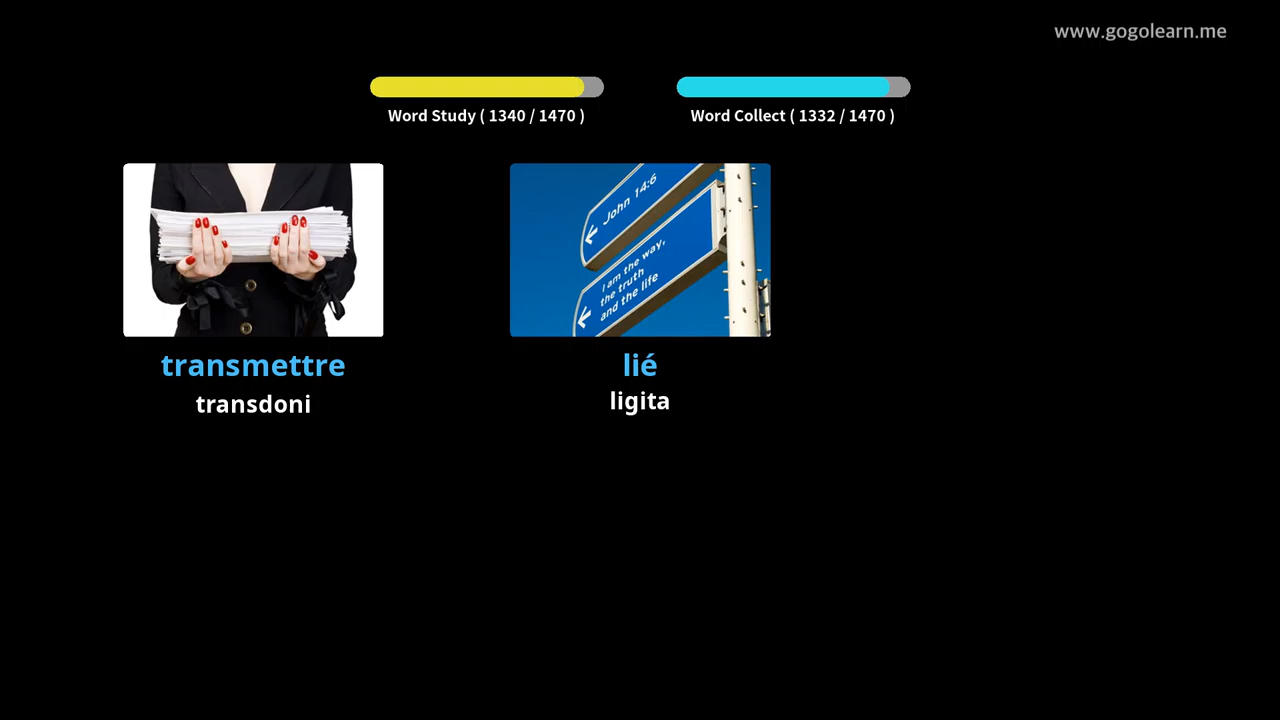 www.gogolearn.me
Word Study ( 1340 / 1470 )
Word Collect ( 1332 / 1470 )
John 14:6
I am the way,
the truth
and the life
transmettre
lié
transdoni
ligita